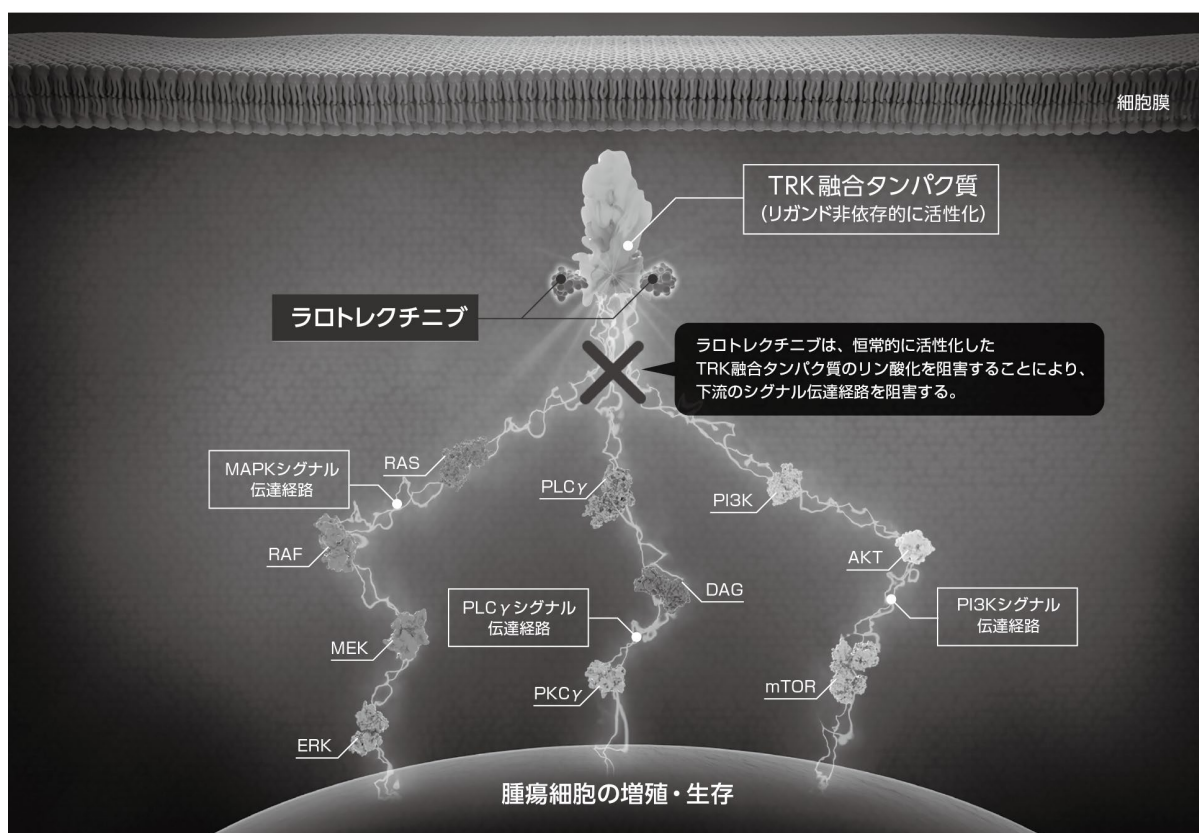 細胞膜
TRK融合タンパク質
(リガンド非依存的に活性化)
ラロトレクチニブ
ラロトレクチニブは、恒常的に活性化した
TRK融合タンパク質のリン酸化を阻害することにより、
下流のシグナル伝達経路を阻害する。
MAPKシグナル
伝達経路
RAS
PLCγ
PI3K
RAF
AKT
DAG
PLCγシグナル
伝達経路
PI3Kシグナル
伝達経路
MEK
PKCγ
mTOR
ERK
腫瘍細胞の増殖・生存